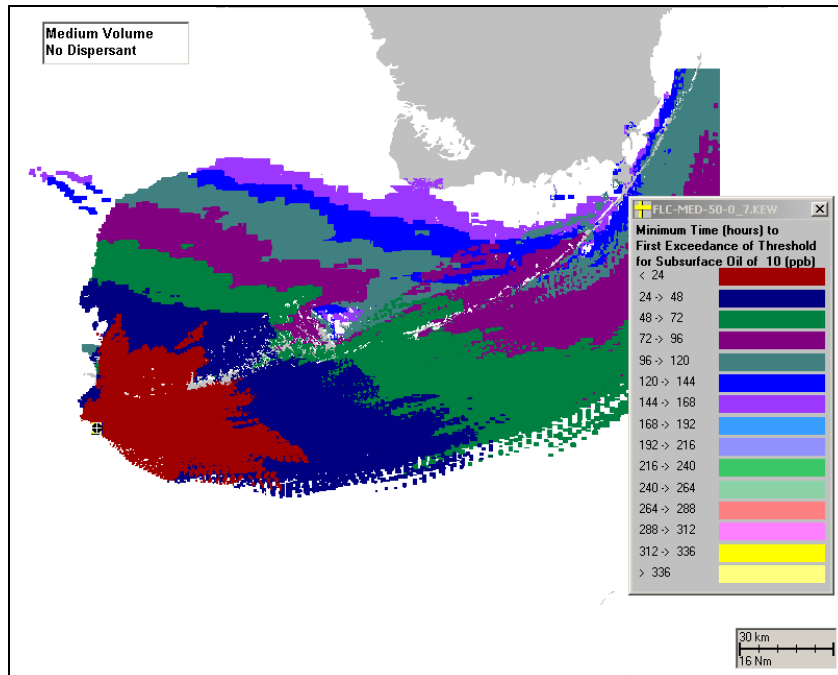 Medium Volume
No Dispersant
FLC-MED-50-0_7.KEW
Minimum Time (hours) to
First Exceedance of Threshold
for Subsurface Oil of 10 (ppb)
< 24
24 -> 48
48 -> 72
72 -> 96
96 -> 120
120 -> 144
144 -> 168
168 -> 192
192 -> 216
216 -> 240
240 -> 264
264 -> 288
288 -> 312
312 -> 336
> 336
30 km
16 Nm